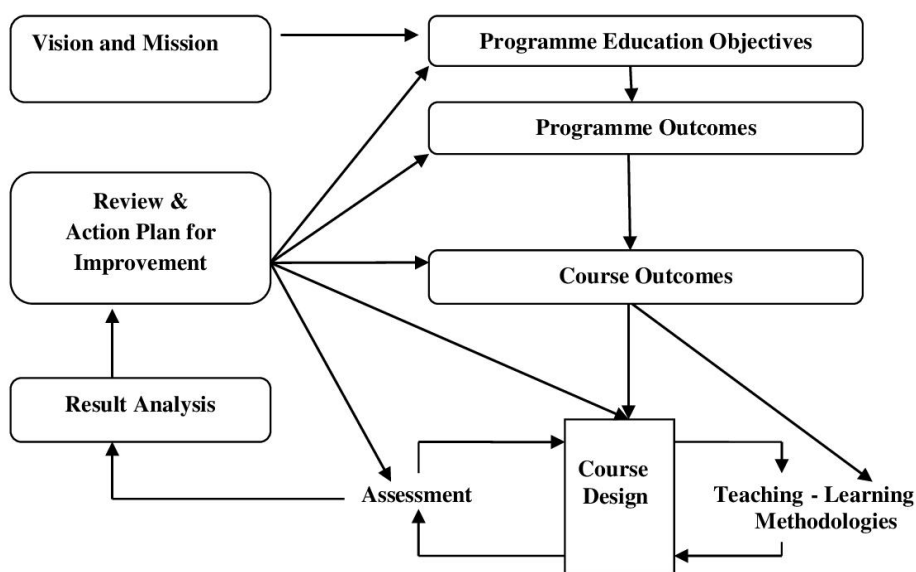 Vision and Mission
Programme Education Objectives
Programme Outcomes
Review &
Action Plan for
Improvement
Course Outcomes
Result Analysis
Assessment
Course
Design
Teaching - Learning
Methodologies